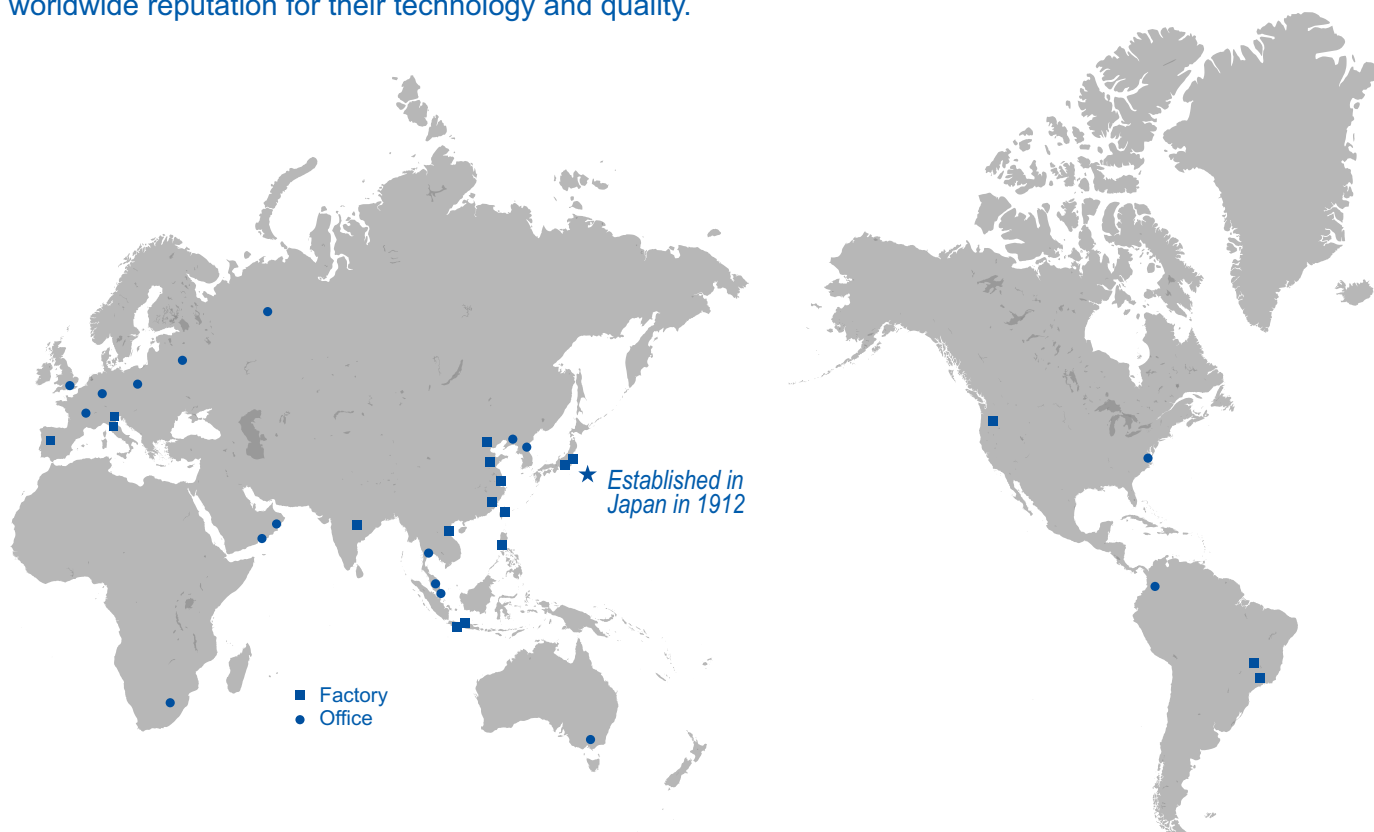 worldwide reputation for their technology and quality.
Established in
Japan in 1912
Factory
Office